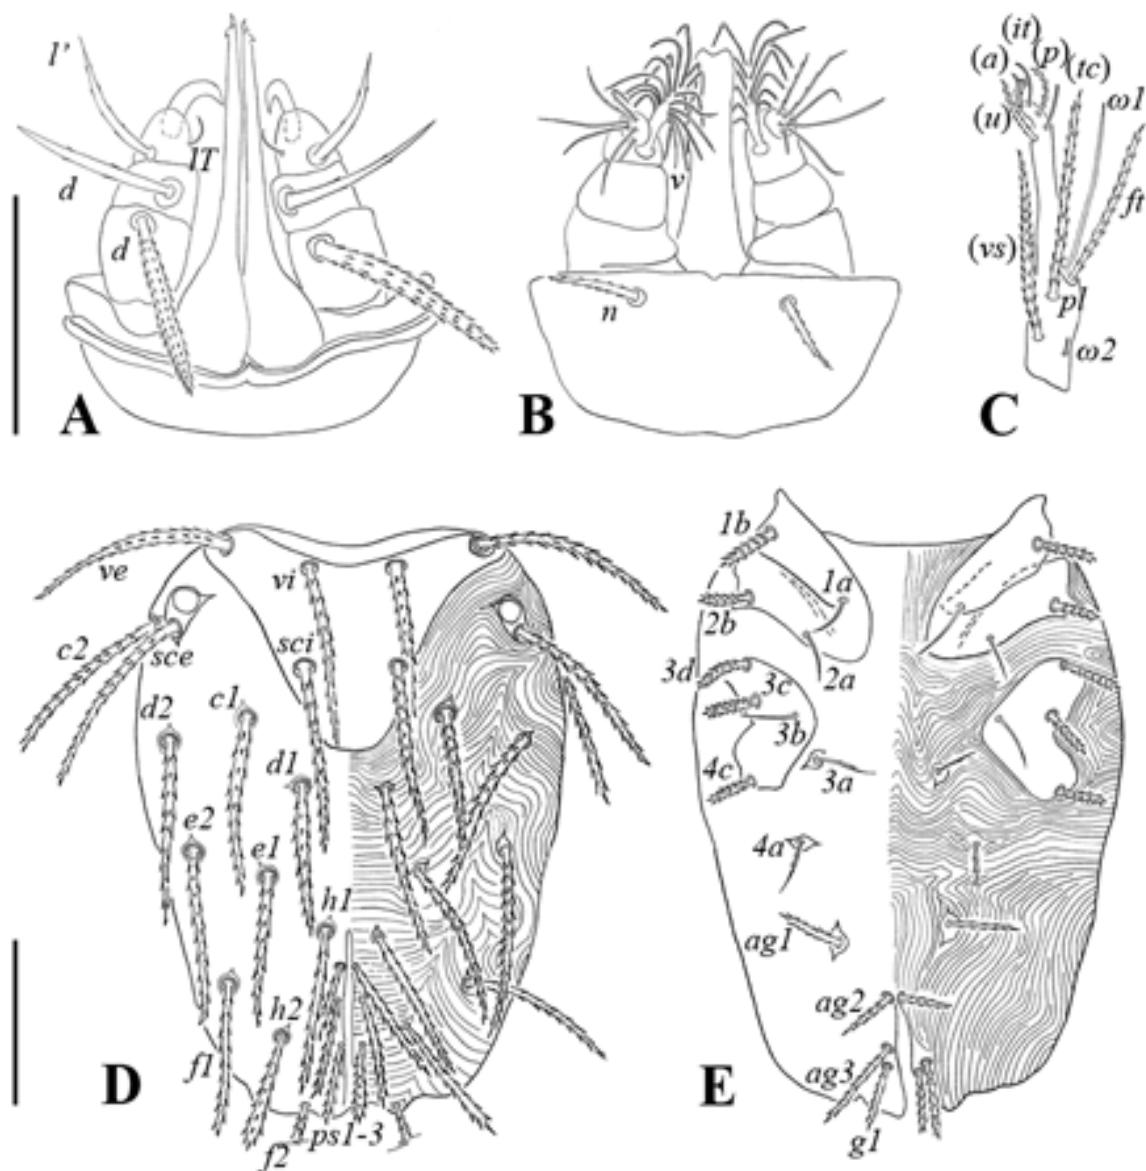 l'
lT
d
d
A
v
n
B
(it)
(a)
(p)
(tc)
(u)
ω1
ft
(vs)
pl
ω2
C
ve
vi
c2
sce
sci
d2
c1
d1
e2
e1
h1
h2
f1
D
f2
ps1-3
1b
1a
2b
2a
3d
3c
3b
4c
3a
4a
ag1
ag2
ag3
g1
E